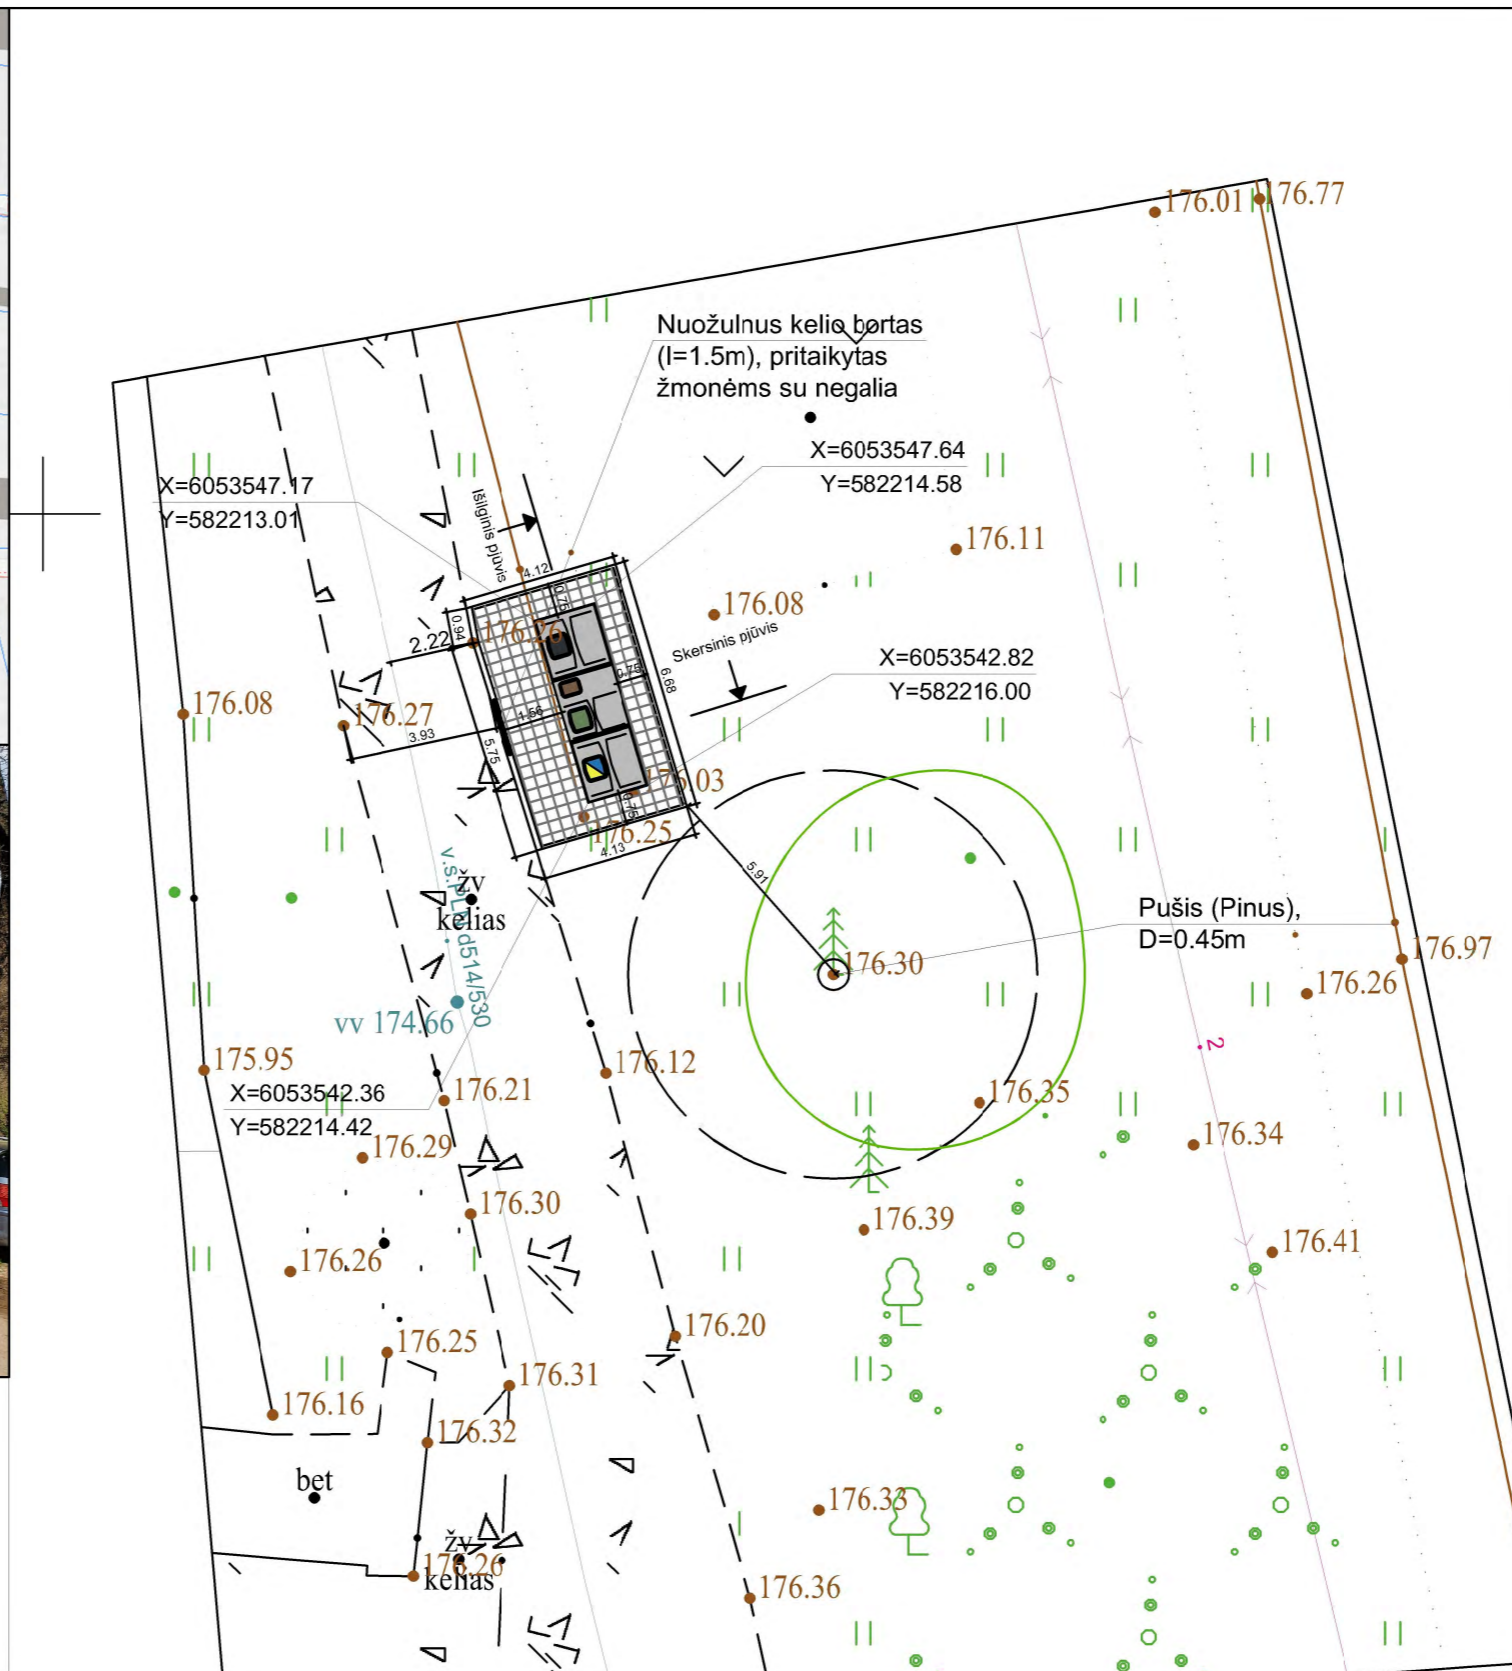 176.01
176.77
Nuožulnus kelio bortas
(l=1.5m), pritaikytas
žmonėms su negalia
X=6053547.64
Y=582214.58
X=6053547.17
Y=582213.01
Išilginis pjūvis
176.11
4.12
0.75
176.08
0.94
2.22
176.26
Skersinis pjūvis
X=6053542.82
Y=582216.00
0.75
6.68
176.08
176.27
1.56
3.93
5.75
176.03
0.75
176.25
4.13
5.91
žv
kelias
v.s.PLNd514/530
Pušis (Pinus),
D=0.45m
176.30
176.97
176.26
vv 174.66
2
175.95
176.12
X=6053542.36
Y=582214.42
176.21
176.35
176.29
176.34
176.30
176.39
176.41
176.26
176.20
176.25
176.31
176.16
176.32
bet
176.33
žv
kelias
176.26
176.36